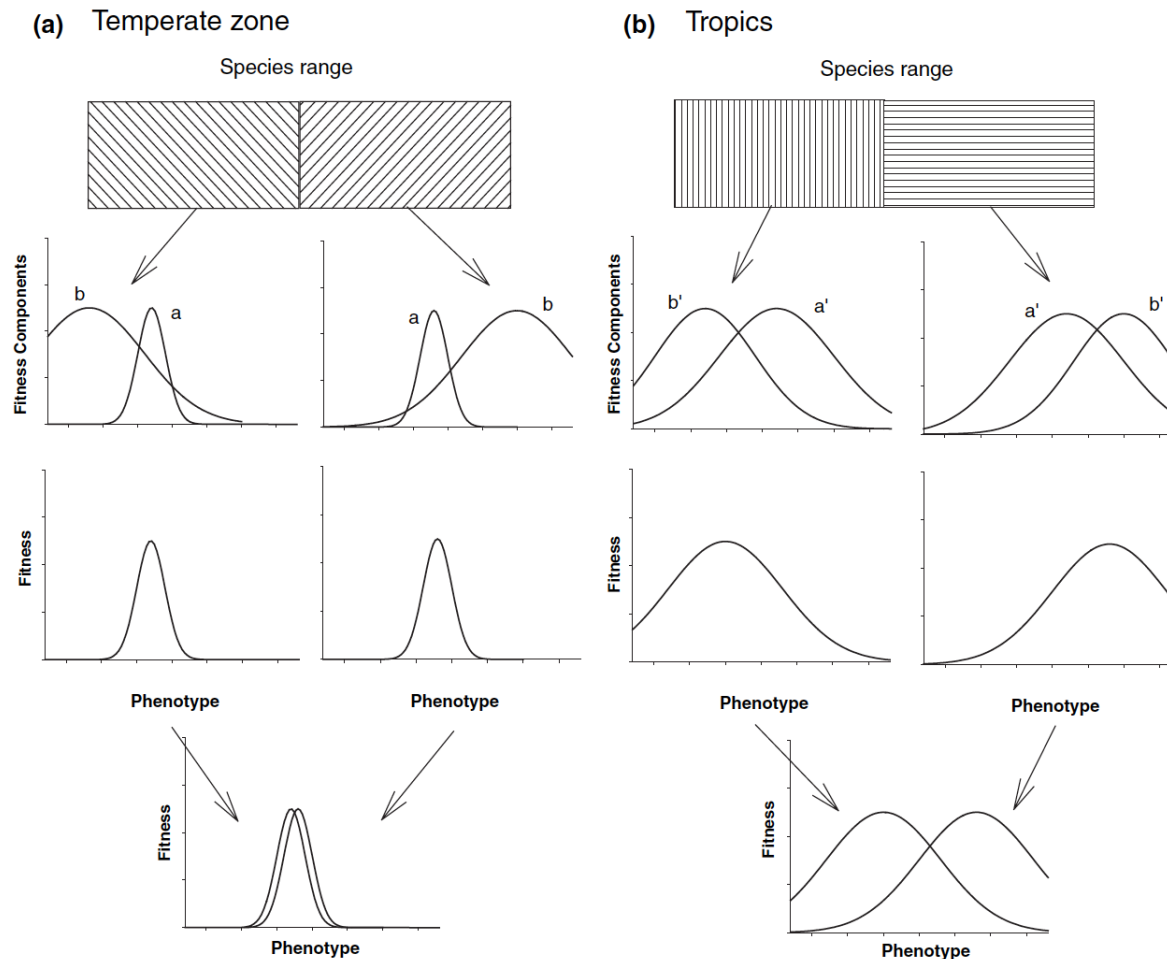 (a) Temperate zone
Species range
Fitness Components
b
a
a
b
Fitness
Phenotype
Phenotype
Fitness
Phenotype
(b) Tropics
Species range
Fitness Components
b'
a'
a'
b'
Fitness
Phenotype
Phenotype
Fitness
Phenotype